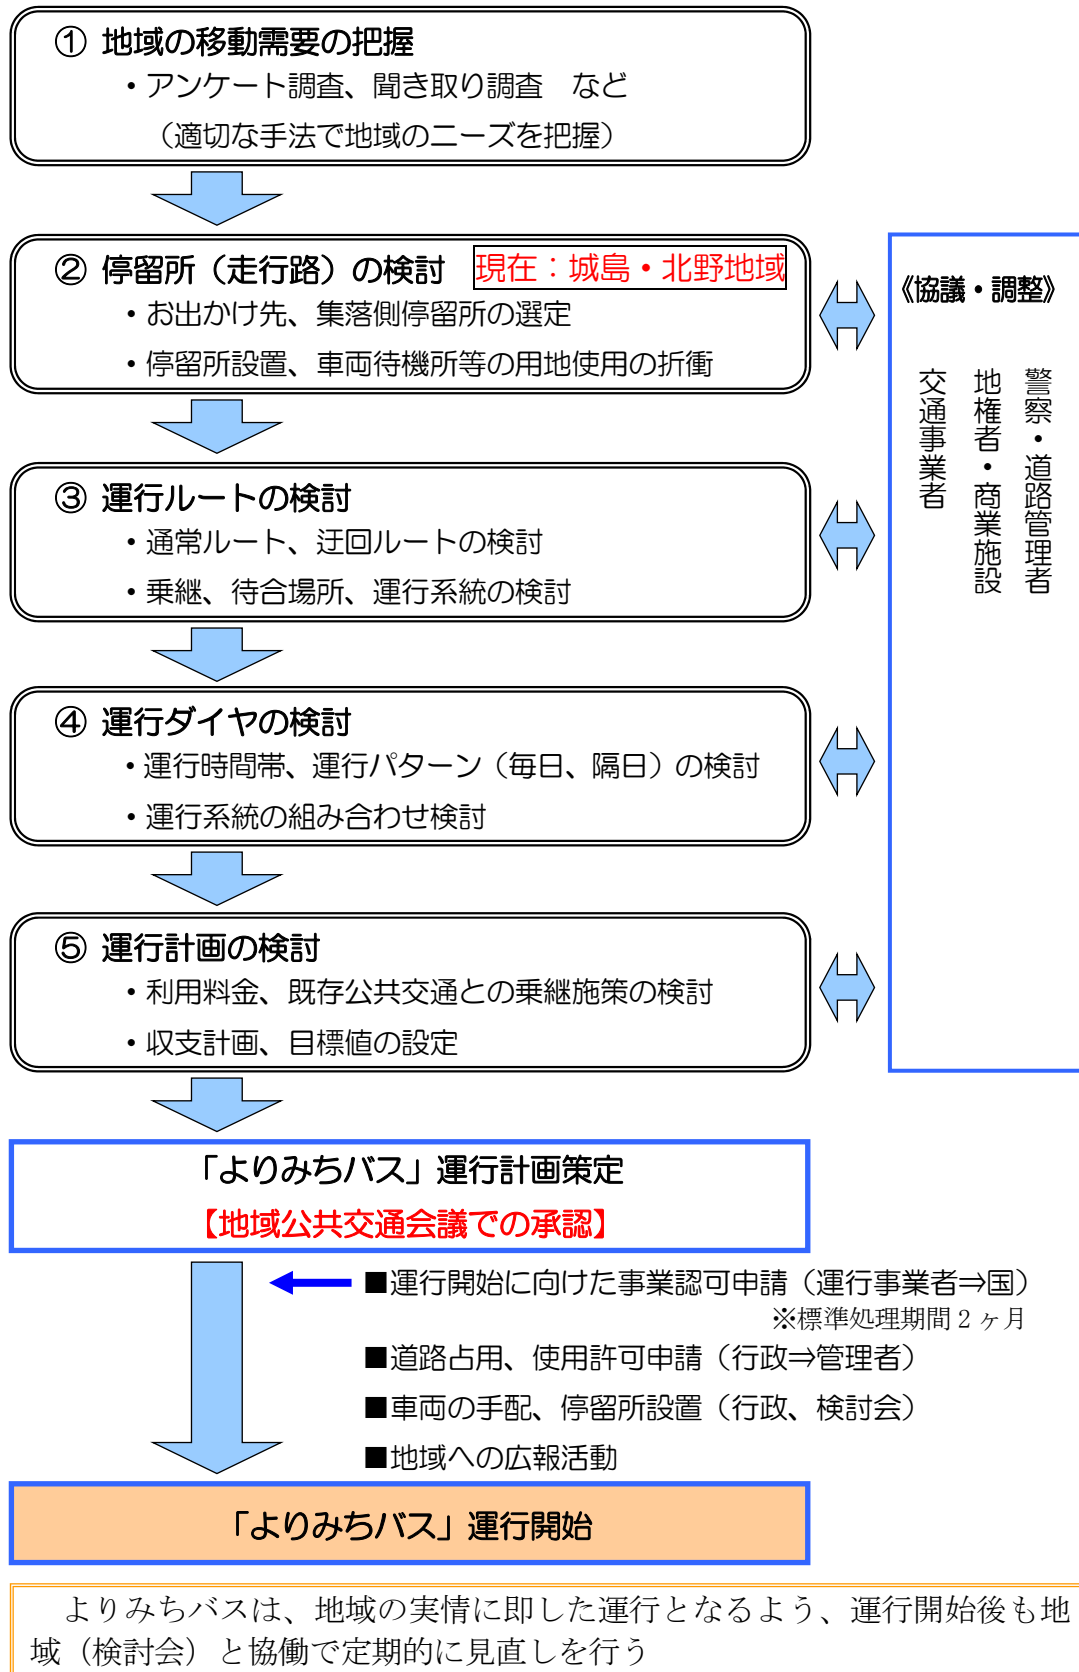 ① 地域の移動需要の把握
・アンケート調査、聞き取り調査　など
（適切な手法で地域のニーズを把握）
② 停留所（走行路）の検討　現在：城島・北野地域
・お出かけ先、集落側停留所の選定
・停留所設置、車両待機所等の用地使用の折衝
③ 運行ルートの検討
・通常ルート、迂回ルートの検討
・乗継、待合場所、運行系統の検討
④ 運行ダイヤの検討
・運行時間帯、運行パターン（毎日、隔日）の検討
・運行系統の組み合わせ検討
⑤ 運行計画の検討
・利用料金、既存公共交通との乗継施策の検討
・収支計画、目標値の設定
《協議・調整》
警察・道路管理者
地権者・商業施設
交通事業者
「よりみちバス」運行計画策定
【地域公共交通会議での承認】
■運行開始に向けた事業認可申請（運行事業者⇒国）
※標準処理期間２ヶ月
■道路占用、使用許可申請（行政⇒管理者）
■車両の手配、停留所設置（行政、検討会）
■地域への広報活動
「よりみちバス」運行開始
よりみちバスは、地域の実情に即した運行となるよう、運行開始後も地
域（検討会）と協働で定期的に見直しを行う